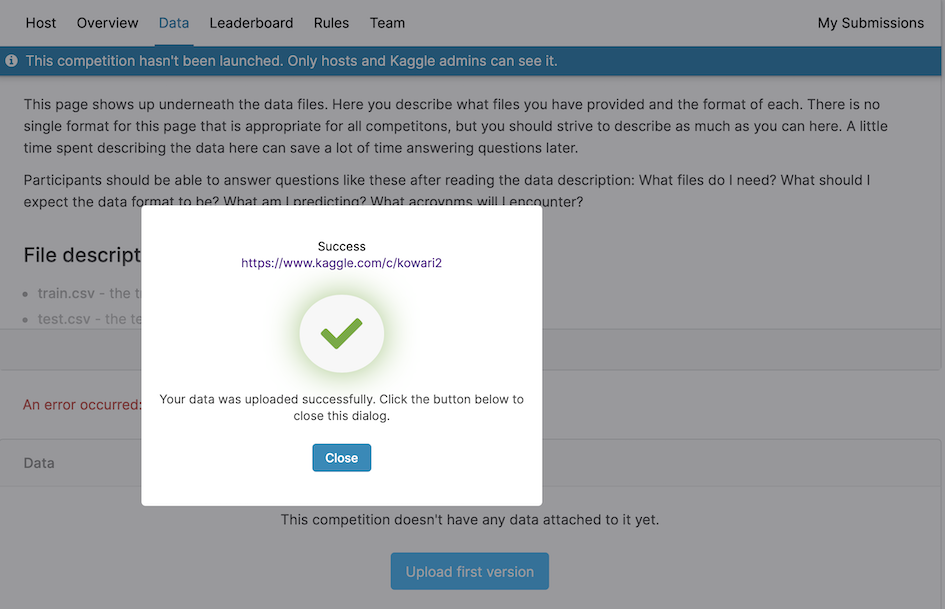 Host Overview Data Leaderboard Rules Team My Submissions
This competition hasn't been launched. Only hosts and Kaggle admins can see it.
This page shows up underneath the data files. Here you describe what files you have provided and the format of each. There is no
single format for this page that is appropriate for all competitons, but you should strive to describe as much as you can here. A little
time spent describing the data here can save a lot of time answering questions later.
Participants should be able to answer questions like these after reading the data description: What files do I need? What should I
expect the data format to be? What am I predicting? What acroynms will I encounter?
File descript
train.csv - the
test.csv - the
Success
https://www.kaggle.com/c/kowari2
Your data was uploaded successfully. Click the button below to
close this dialog.
Close
An error occurred:
Data
This competition doesn't have any data attached to it yet.
Upload first version